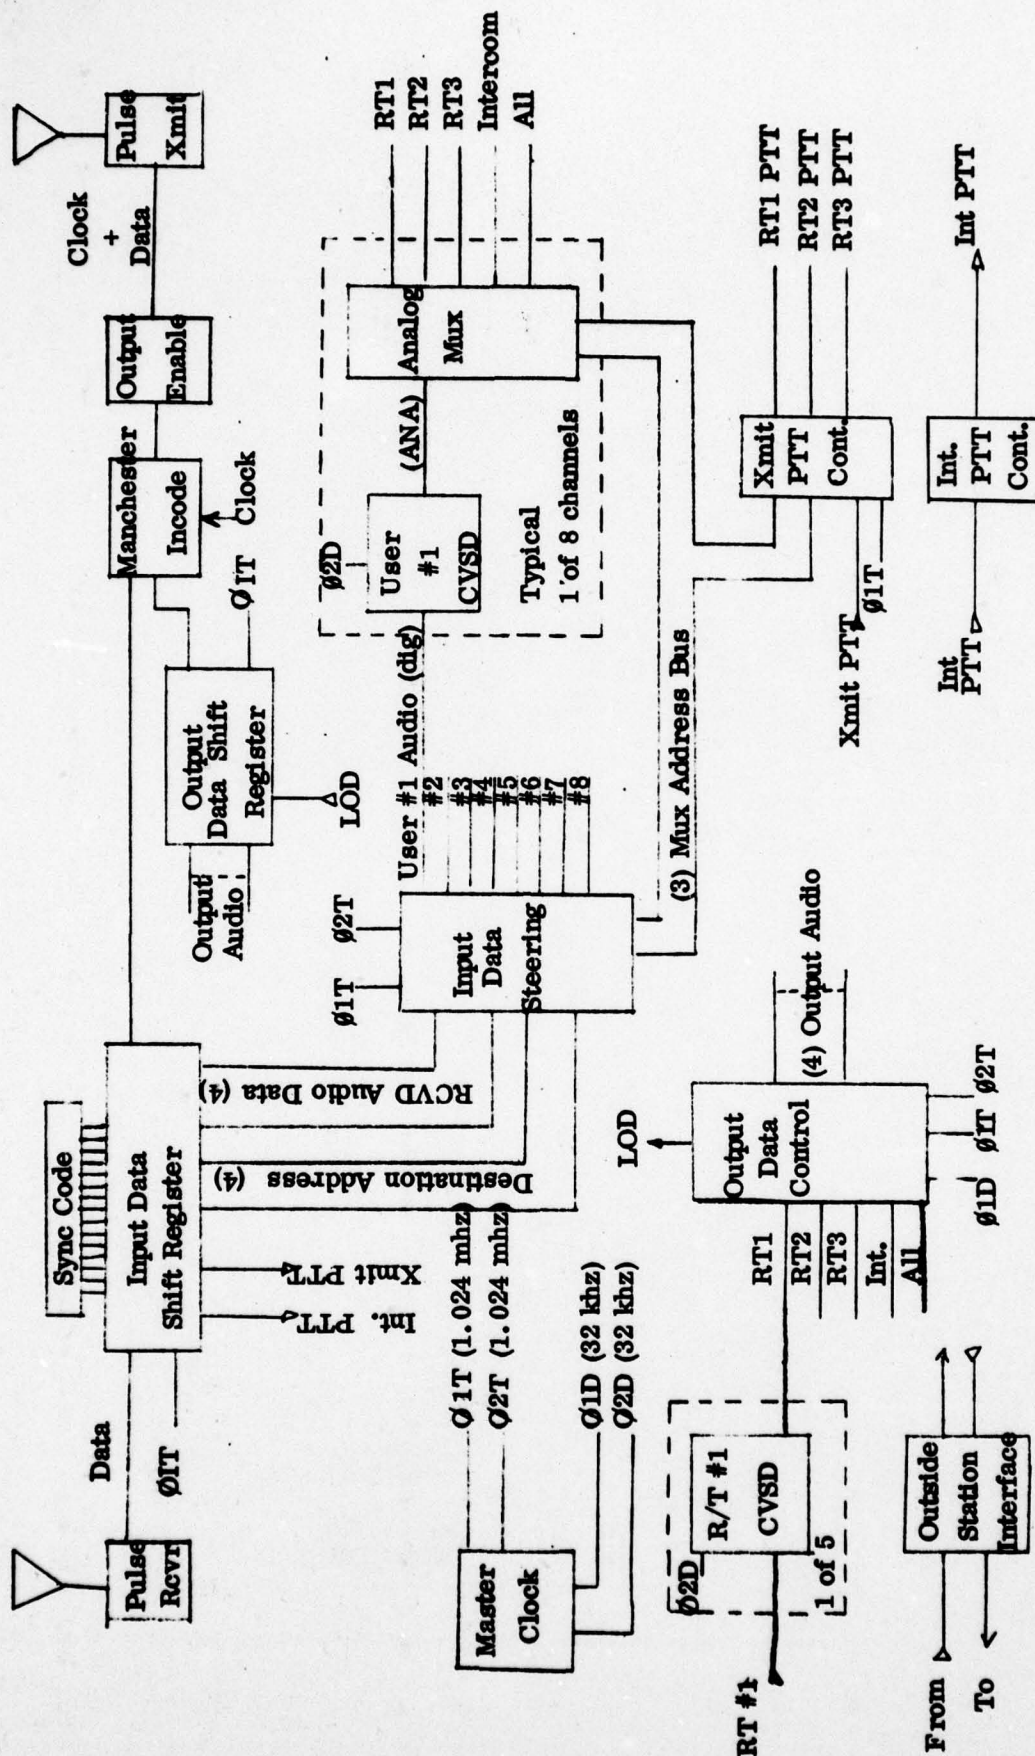 Pulse
Rcvr
Data
Ø1T
Sync Code
Input Data
Shift Register
Int. PTT
Xmit PTT
Destination Address (4)
RCVD Audio Data (4)
Manchester
Incode
Clock
Output
Enable
Clock
+
Data
Pulse
Xmit
Output
Audio
Output
Data Shift
Register
Ø1T
LOD
Master
Clock
Ø1T (1.024 mhz)
Ø2T (1.024 mhz)
Ø1D (32 khz)
Ø2D (32 khz)
Ø1T
Ø2T
Input
Data
Steering
User #1 Audio (dig)
#2
#3
#4
#5
#6
#7
#8
Ø2D
User
#1
CVSD
(ANA)
Analog
Mux
Typical
1 of 8 channels
RT1
RT2
RT3
Intercom
All
(3) Mux Address Bus
RT #1
Ø2D
R/T #1
CVSD
1 of 5
RT1
RT2
RT3
Int.
All
LOD
Output
Data
Control
(4) Output Audio
Ø1D
Ø1T
Ø2T
Xmit PTT
Ø1T
Xmit
PTT
Cont.
RT1 PTT
RT2 PTT
RT3 PTT
From
To
Outside
Station
Interface
Int
PTT
Int.
PTT
Cont.
Int PTT